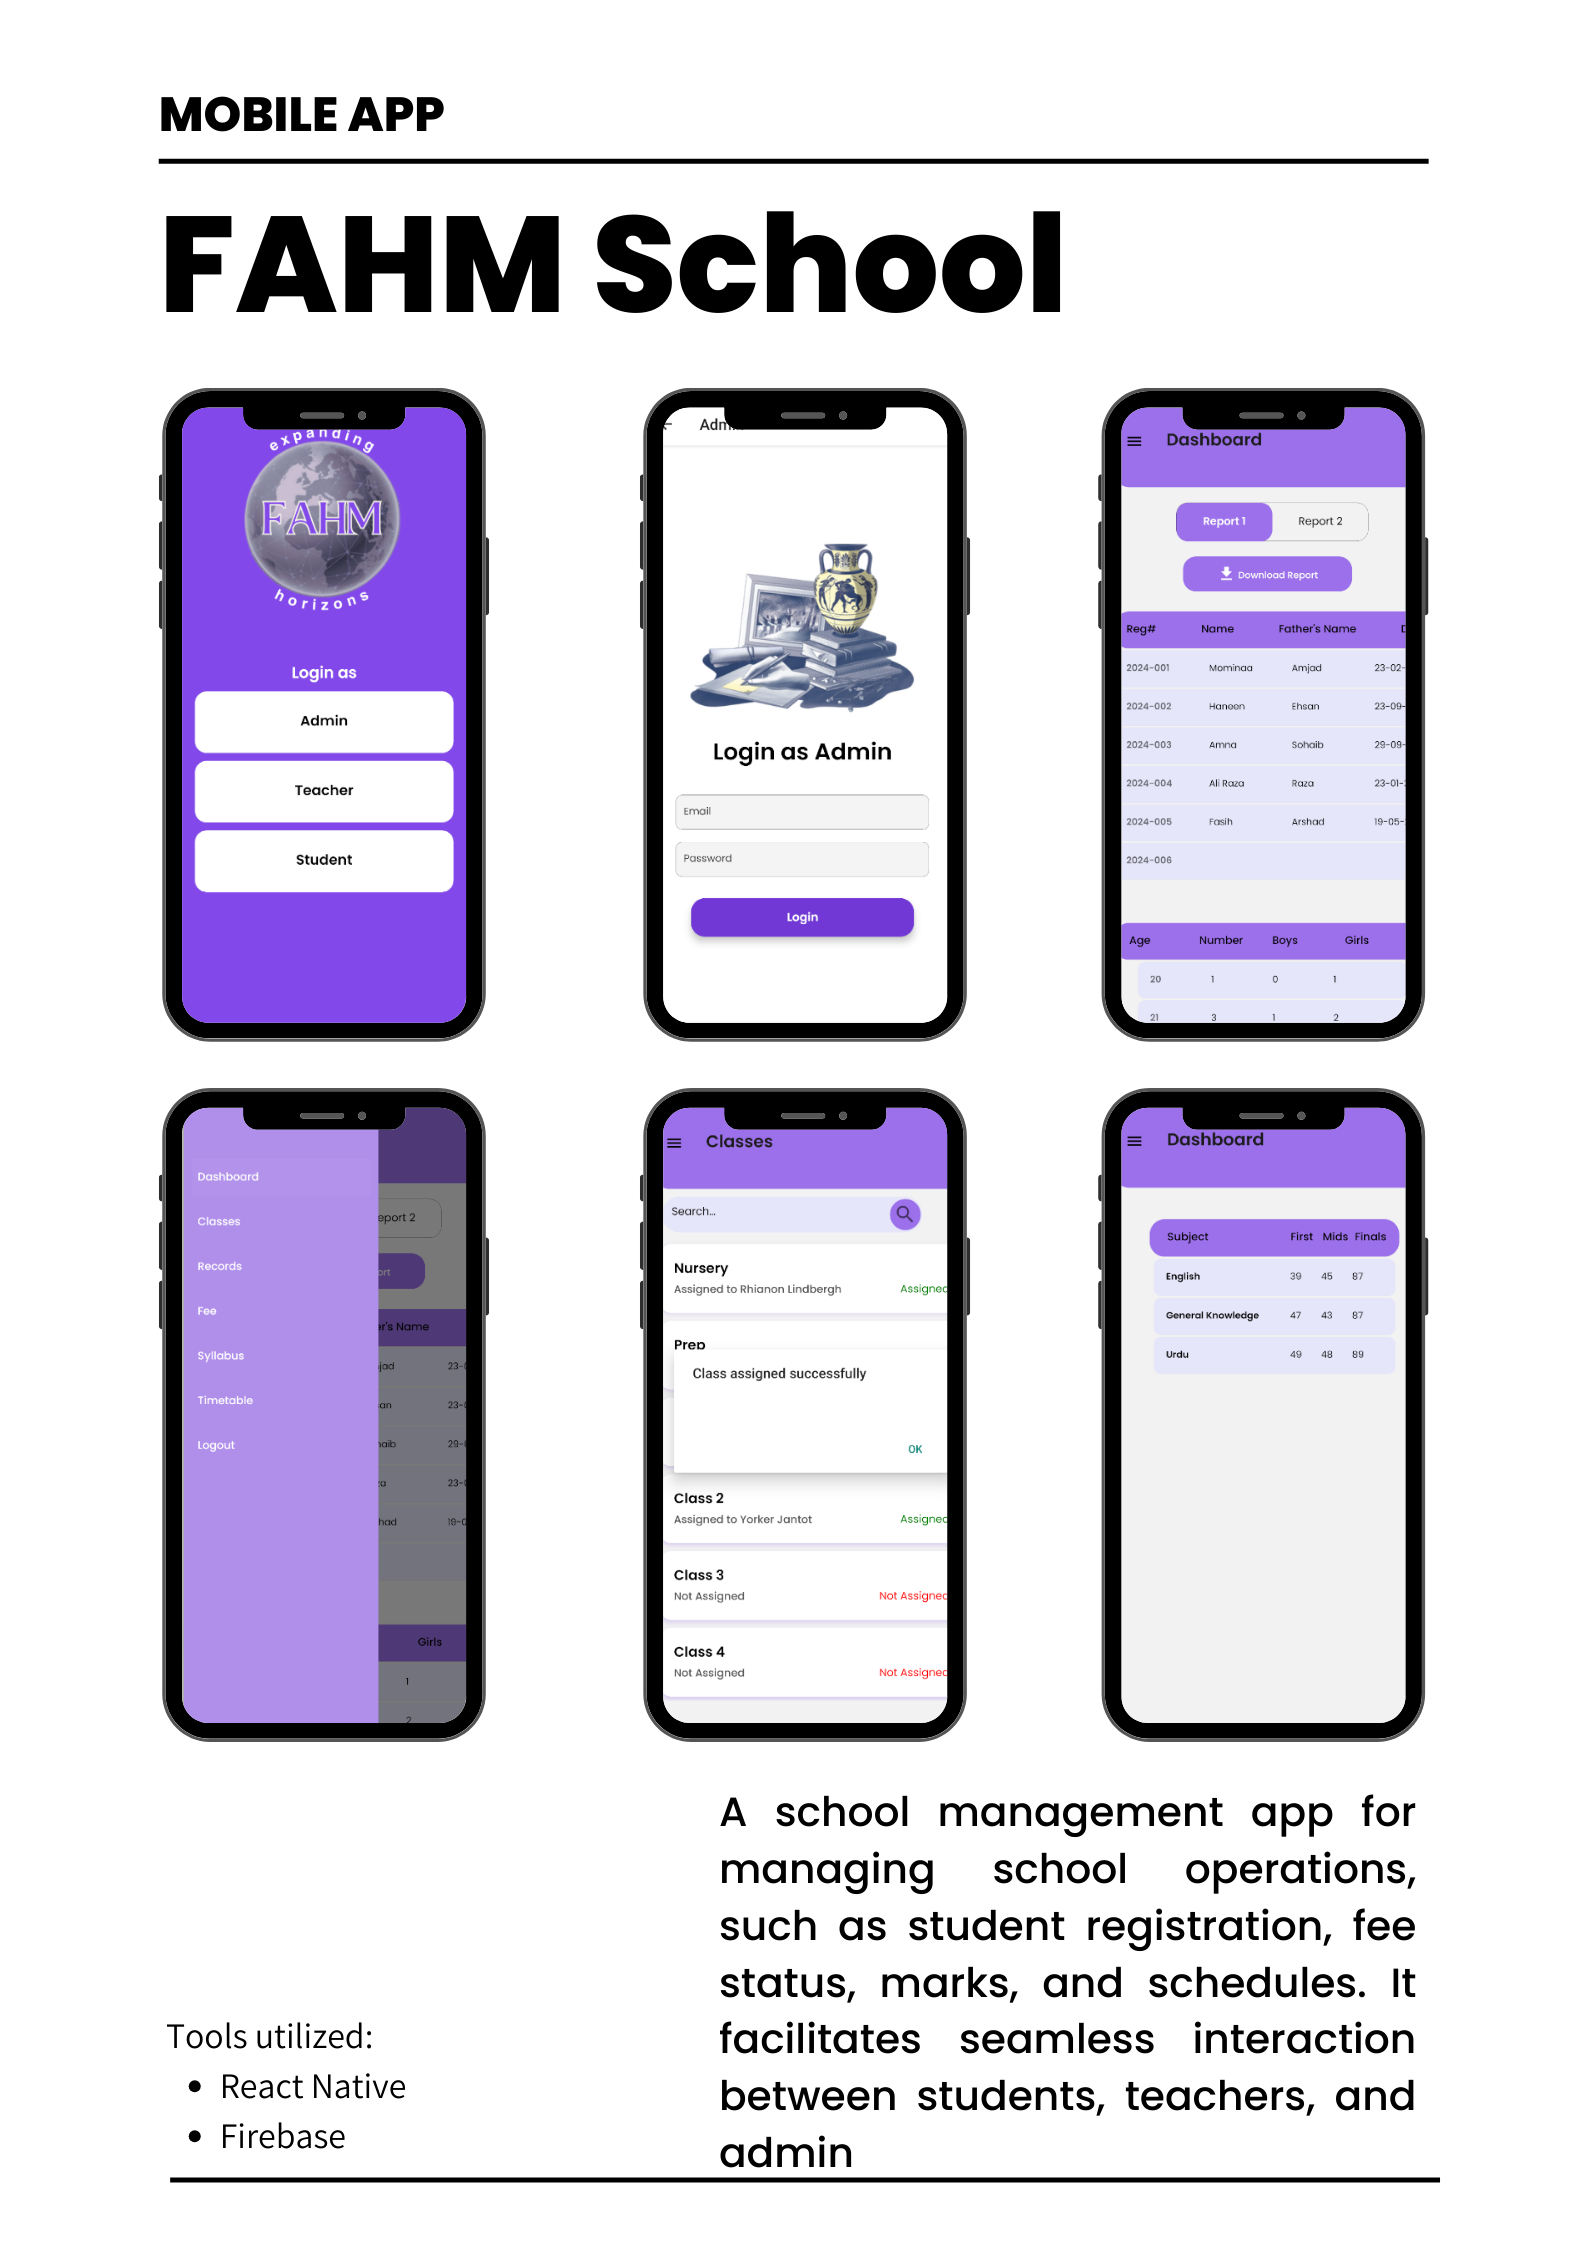 MOBILE APP
FAHM School
expanding
FAHM
horizons
Login as
Admin
Teacher
Student
Login as Admin
Email
Password
Login
Dashboard
Report 1 Report 2
Download Report
Reg# Name Father's Name
2024-001 Mominaa Amjad 23-02-
2024-002 Haneen Ehsan 23-09-
2024-003 Amna Sohaib 29-09-
2024-004 Ali Raza Raza 23-01-
2024-005 Fasih Arshad 19-05-
2024-006
Age Number Boys Girls
20 1 0 1
21 3 1 2
Dashboard
Classes
Records
Fee
Syllabus
Timetable
Logout
eport 2
ort
er's Name
jad 23-
an 23-
aib 29-
za 23-
had 19-
Girls
1
2
Classes
Search...
Nursery
Assigned to Rhianon Lindbergh Assigned
Prep
Class assigned successfully
OK
Class 2
Assigned to Yorker Jantot Assigned
Class 3
Not Assigned Not Assigned
Class 4
Not Assigned Not Assigned
Dashboard
Subject First Mids Finals
English 39 45 87
General Knowledge 47 43 87
Urdu 49 48 89
A school management app for
managing school operations,
such as student registration, fee
status, marks, and schedules. It
facilitates seamless interaction
between students, teachers, and
admin
Tools utilized:
• React Native
• Firebase